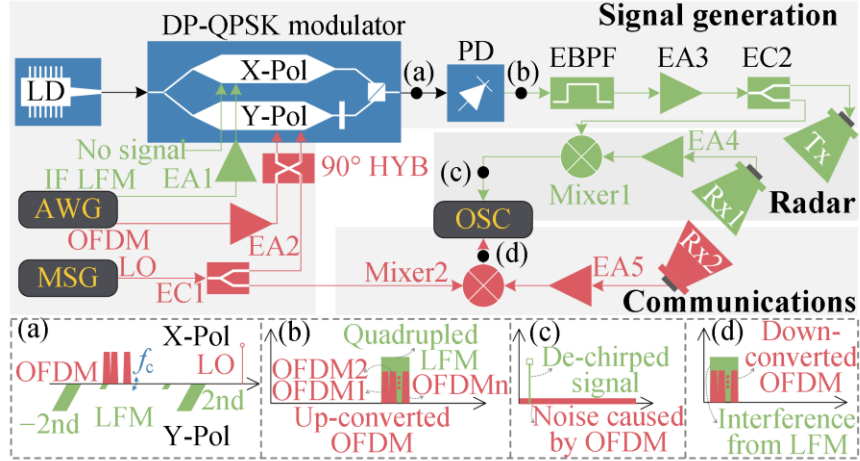 DP-QPSK modulator
Signal generation
LD
X-Pol
Y-Pol
(a)
PD
(b)
EBPF
EA3
EC2
Tx
No signal
IF LFM
EA1
90° HYB
AWG
OFDM
EA2
MSG
LO
EC1
(c)
Mixer1
EA4
Rx1
Radar
OSC
(d)
Mixer2
EA5
Rx2
Communications
(a)
X-Pol
OFDM
fc
LO
−2nd
LFM
2nd
Y-Pol
(b)
Quadrupled
LFM
OFDM2
OFDM1
OFDMn
Up-converted
OFDM
(c)
De-chirped
signal
Noise caused
by OFDM
(d)
Down-
converted
OFDM
Interference
from LFM